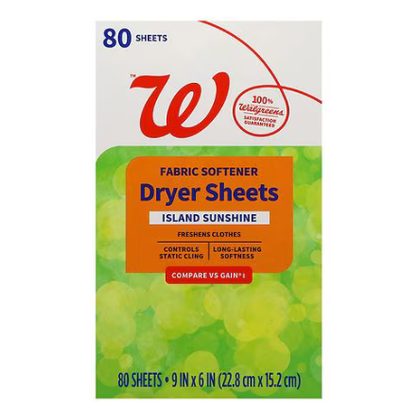 80 SHEETS
™
W
100%
Walgreens
SATISFACTION
GUARANTEED
FABRIC SOFTENER
Dryer Sheets
ISLAND SUNSHINE
FRESHENS CLOTHES
CONTROLS
STATIC CLING
LONG-LASTING
SOFTNESS
COMPARE VS GAIN®‡
80 SHEETS • 9 IN X 6 IN (22.8 cm x 15.2 cm)